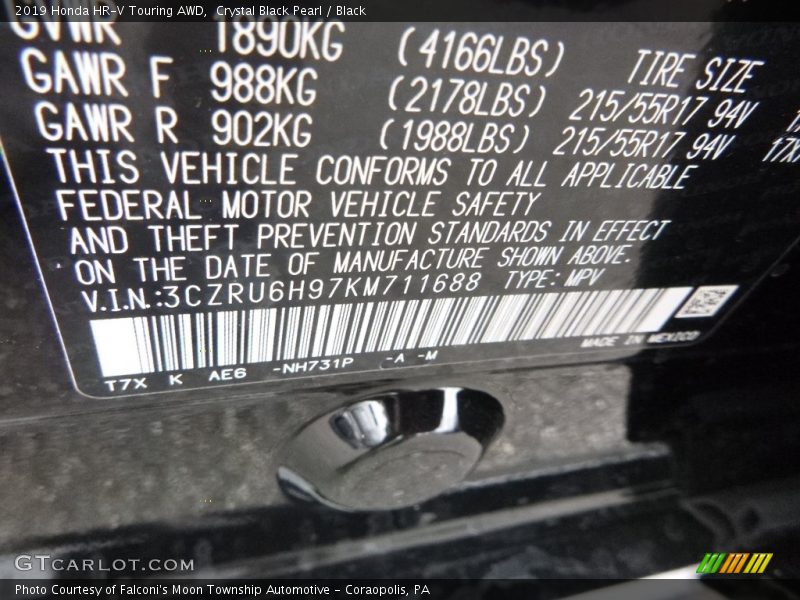 2019 Honda HR-V Touring AWD, Crystal Black Pearl / Black
GVWR 1890KG (4166LBS) TIRE SIZE
GAWR F 988KG (2178LBS) 215/55R17 94V
GAWR R 902KG (1988LBS) 215/55R17 94V 17X
THIS VEHICLE CONFORMS TO ALL APPLICABLE
FEDERAL MOTOR VEHICLE SAFETY
AND THEFT PREVENTION STANDARDS IN EFFECT
ON THE DATE OF MANUFACTURE SHOWN ABOVE.
V.I.N.:3CZRU6H97KM711688 TYPE: MPV
MADE IN MEXICO
T7X K AE6 -NH731P -A -M
GTCARLOT.COM
Photo Courtesy of Falconi's Moon Township Automotive - Coraopolis, PA